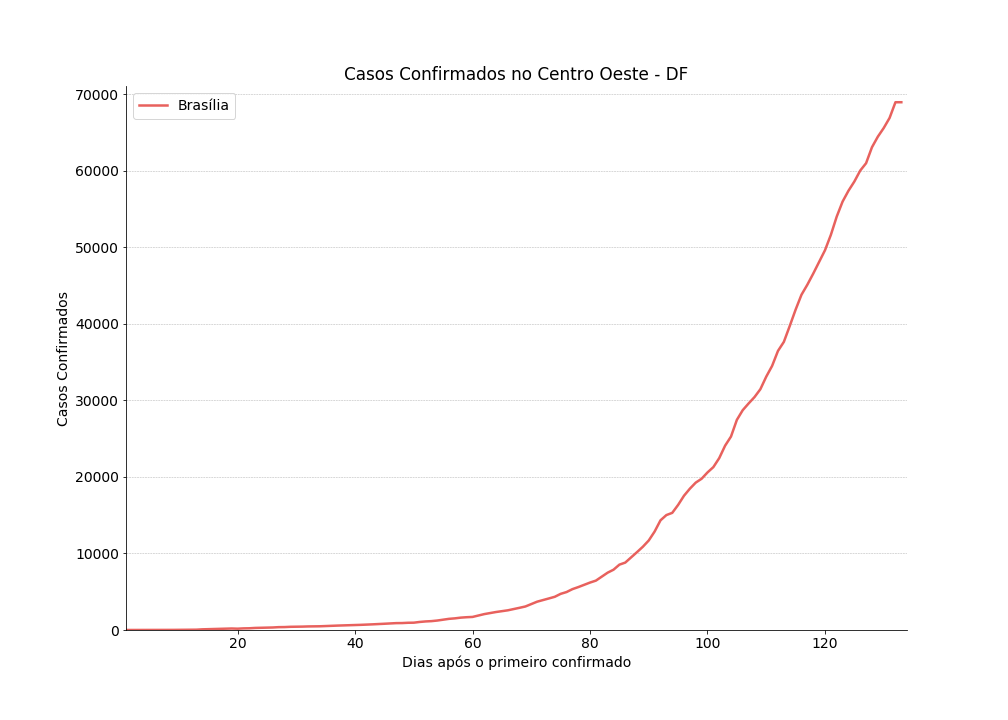 Casos Confirmados no Centro Oeste - DF
Brasília
70000
60000
50000
40000
30000
20000
10000
0
Casos Confirmados
20 40 60 80 100 120
Dias após o primeiro confirmado